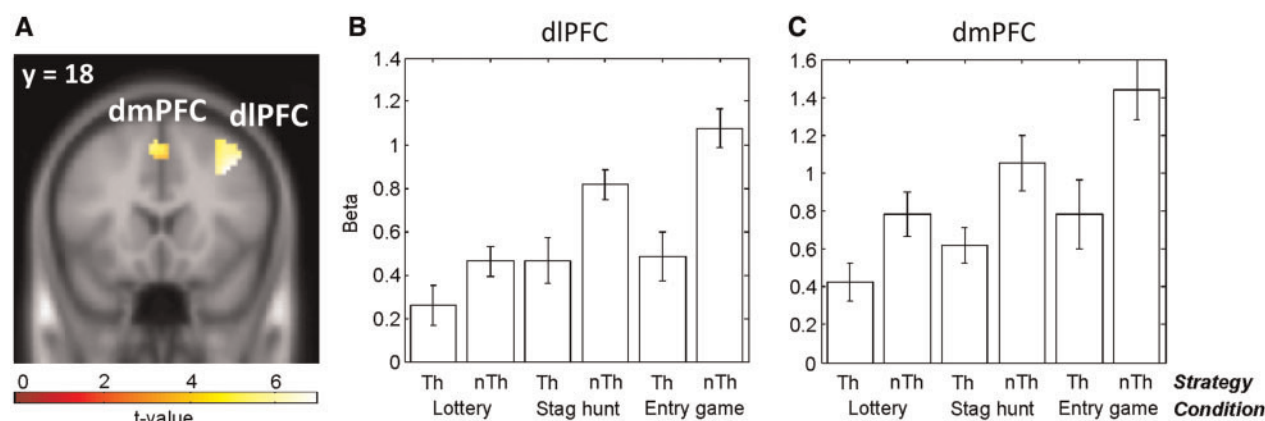 A
y = 18
dmPFC
dlPFC
0 2 4 6
t-value
B
dlPFC
Beta
1.4
1.2
1
0.8
0.6
0.4
0.2
0
Th nTh Th nTh Th nTh
Lottery Stag hunt Entry game
C
dmPFC
1.6
1.4
1.2
1
0.8
0.6
0.4
0.2
0
Th nTh Th nTh Th nTh Strategy
Lottery Stag hunt Entry game Condition